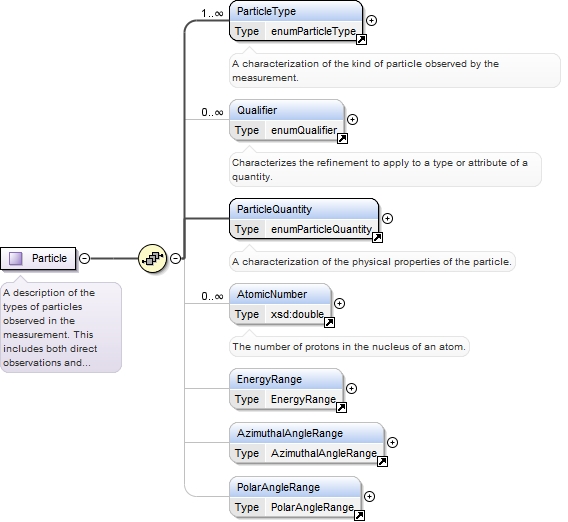 1..∞
ParticleType
Type enumParticleType
A characterization of the kind of particle observed by the
measurement.
0..∞
Qualifier
Type enumQualifier
Characterizes the refinement to apply to a type or attribute of a
quantity.
ParticleQuantity
Type enumParticleQuantity
A characterization of the physical properties of the particle.
Particle
A description of the
types of particles
observed in the
measurement. This
includes both direct
observations and...
0..∞
AtomicNumber
Type xsd:double
The number of protons in the nucleus of an atom.
EnergyRange
Type EnergyRange
AzimuthalAngleRange
Type AzimuthalAngleRange
PolarAngleRange
Type PolarAngleRange